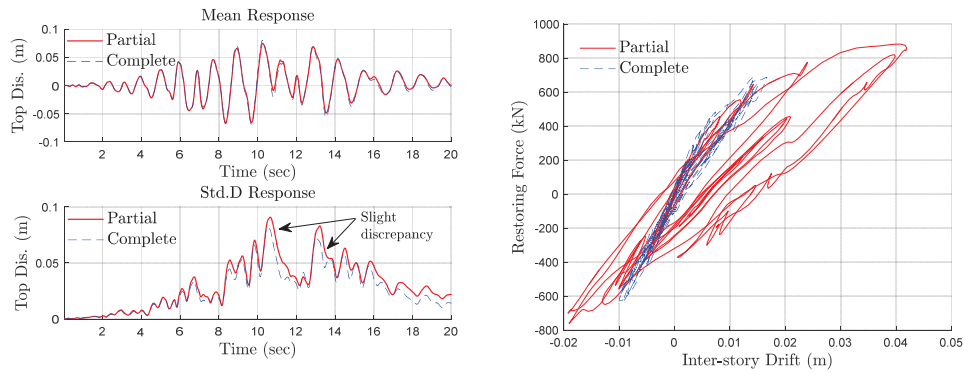 Mean Response
0.1
0.05
0
-0.05
-0.1
Top Dis. (m)
Partial
Complete
2 4 6 8 10 12 14 16 18 20
Time (sec)
Std.D Response
0.1
0.05
0
Top Dis. (m)
Partial
Complete
Slight
discrepancy
0 2 4 6 8 10 12 14 16 18 20
Time (sec)
1000
800
600
400
200
0
-200
-400
-600
-800
Restoring Force (kN)
Partial
Complete
-0.02 -0.01 0 0.01 0.02 0.03 0.04 0.05
Inter-story Drift (m)